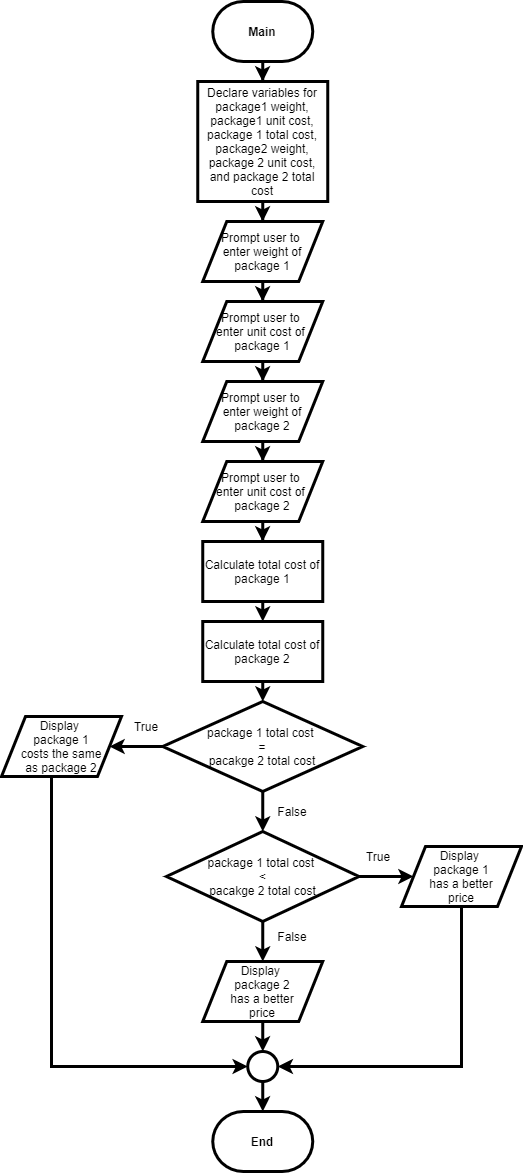 Main
Declare variables for
package1 weight,
package1 unit cost,
package 1 total cost,
package2 weight,
package 2 unit cost,
and package 2 total
cost
Prompt user to
enter weight of
package 1
Prompt user to
enter unit cost of
package 1
Prompt user to
enter weight of
package 2
Prompt user to
enter unit cost of
package 2
Calculate total cost of
package 1
Calculate total cost of
package 2
package 1 total cost
=
pacakge 2 total cost
True
Display
package 1
costs the same
as package 2
False
package 1 total cost
<
pacakge 2 total cost
True
Display
package 1
has a better
price
False
Display
package 2
has a better
price
End